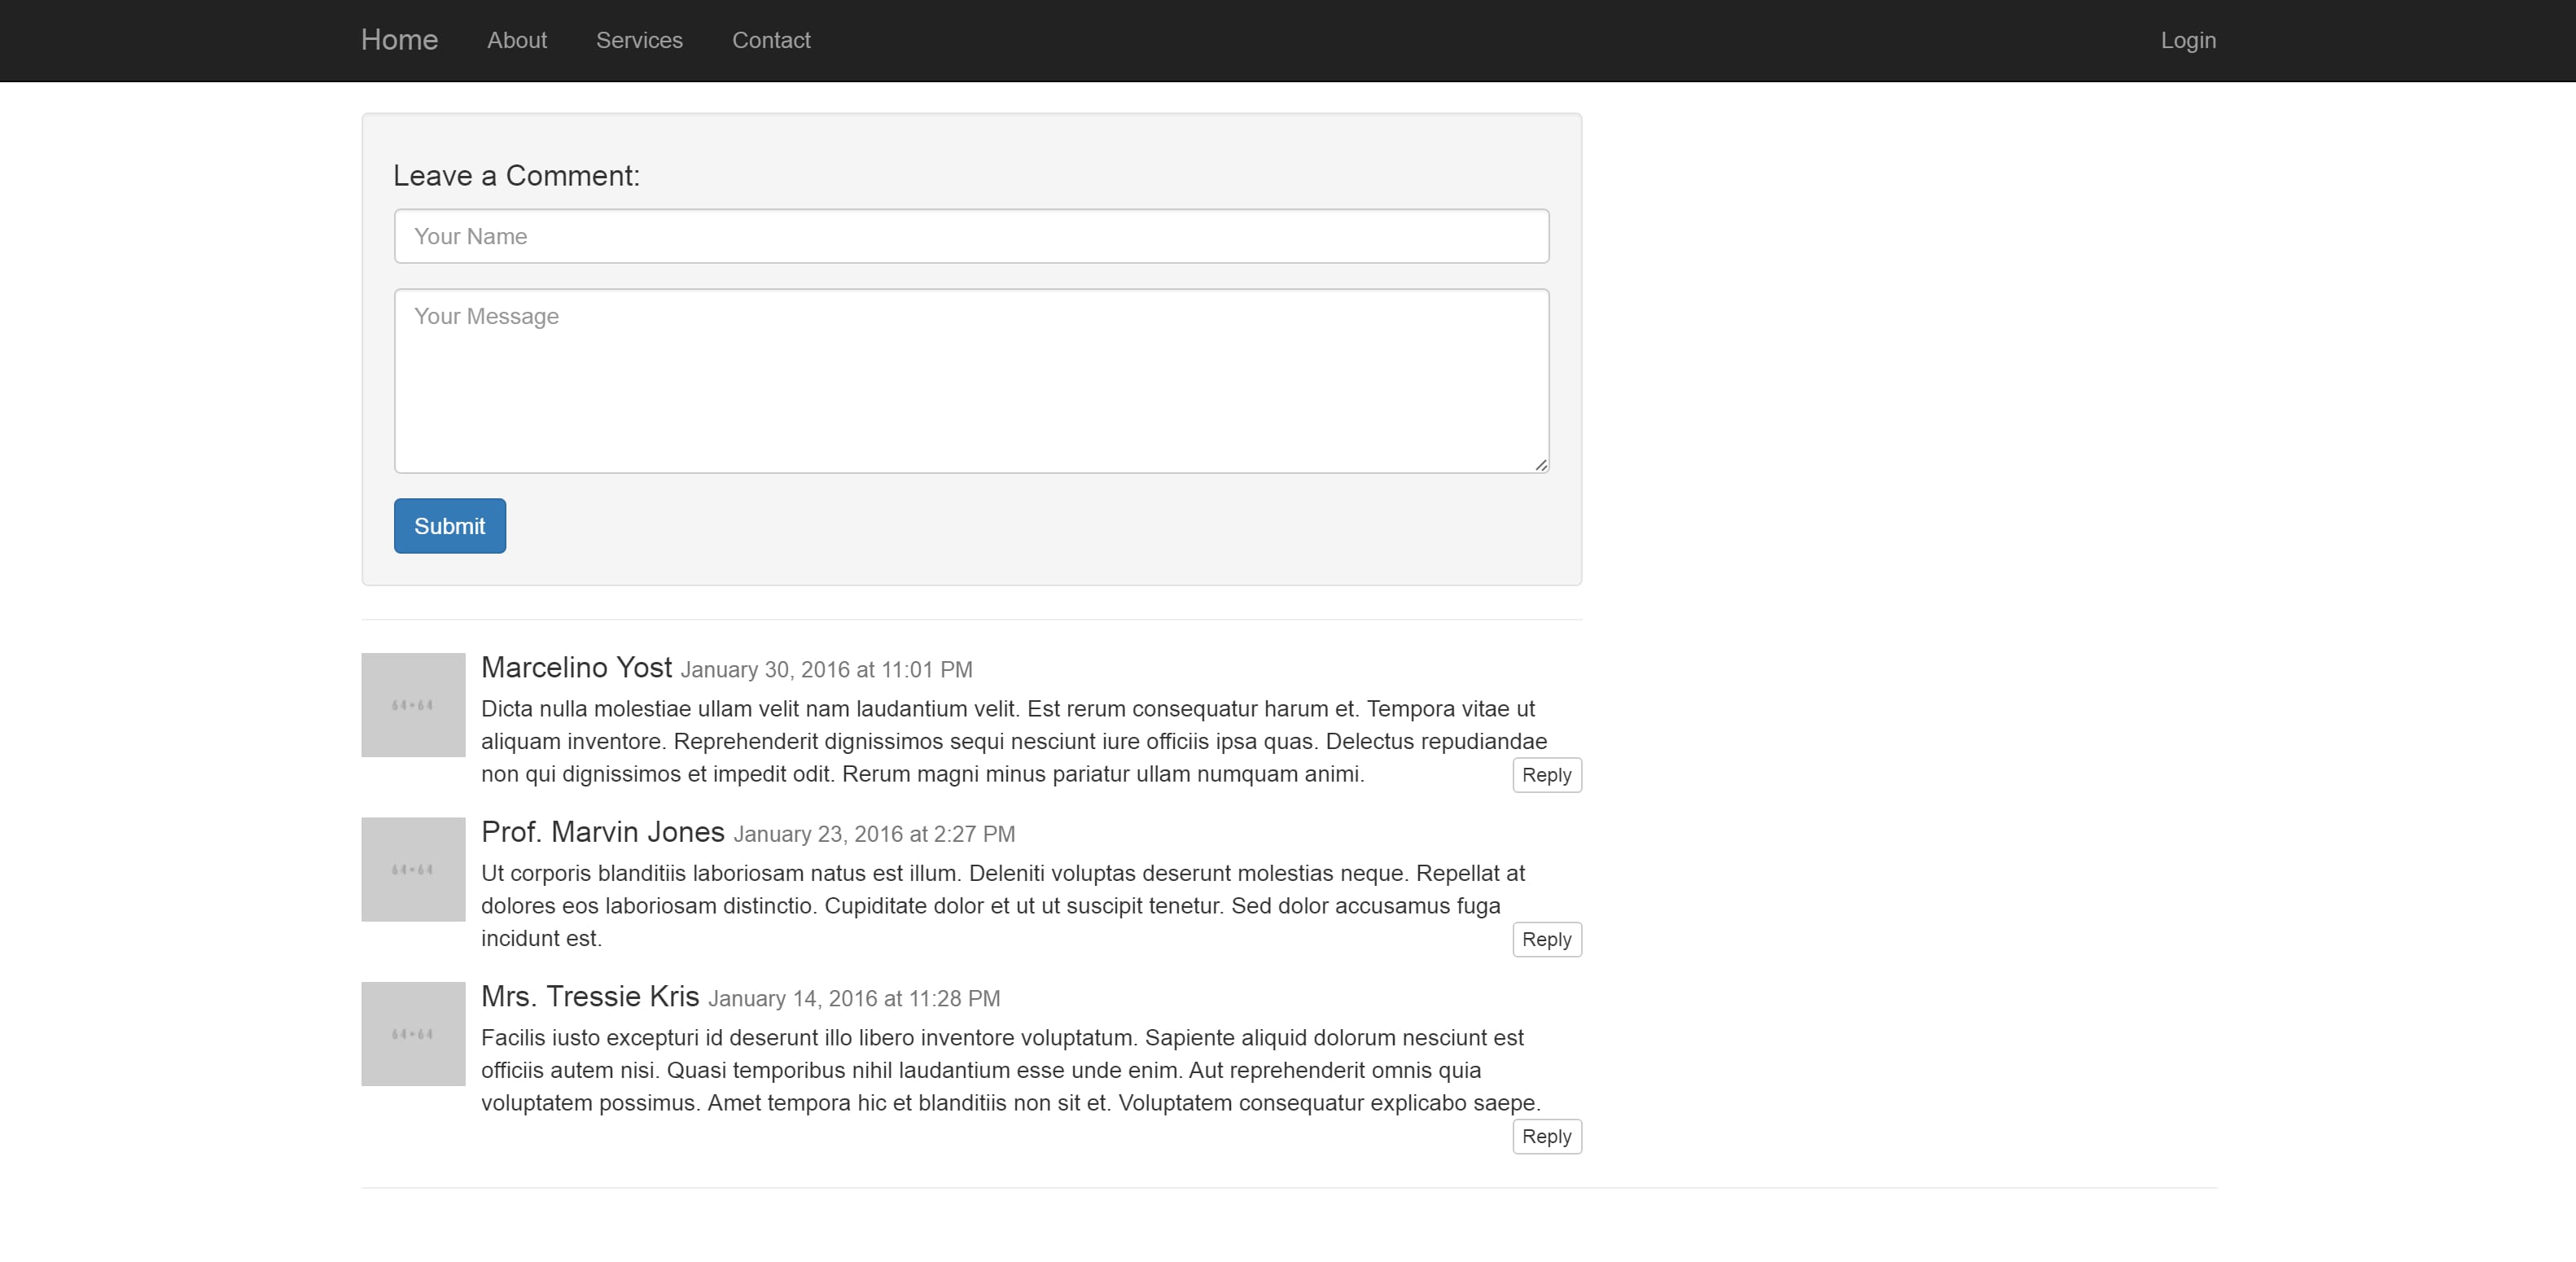 Home About Services Contact Login
Leave a Comment:
Your Name
Your Message
Submit
Marcelino Yost January 30, 2016 at 11:01 PM
64×64
Dicta nulla molestiae ullam velit nam laudantium velit. Est rerum consequatur harum et. Tempora vitae ut
aliquam inventore. Reprehenderit dignissimos sequi nesciunt iure officiis ipsa quas. Delectus repudiandae
non qui dignissimos et impedit odit. Rerum magni minus pariatur ullam numquam animi.
Reply
Prof. Marvin Jones January 23, 2016 at 2:27 PM
64×64
Ut corporis blanditiis laboriosam natus est illum. Deleniti voluptas deserunt molestias neque. Repellat at
dolores eos laboriosam distinctio. Cupiditate dolor et ut ut suscipit tenetur. Sed dolor accusamus fuga
incidunt est.
Reply
Mrs. Tressie Kris January 14, 2016 at 11:28 PM
64×64
Facilis iusto excepturi id deserunt illo libero inventore voluptatum. Sapiente aliquid dolorum nesciunt est
officiis autem nisi. Quasi temporibus nihil laudantium esse unde enim. Aut reprehenderit omnis quia
voluptatem possimus. Amet tempora hic et blanditiis non sit et. Voluptatem consequatur explicabo saepe.
Reply